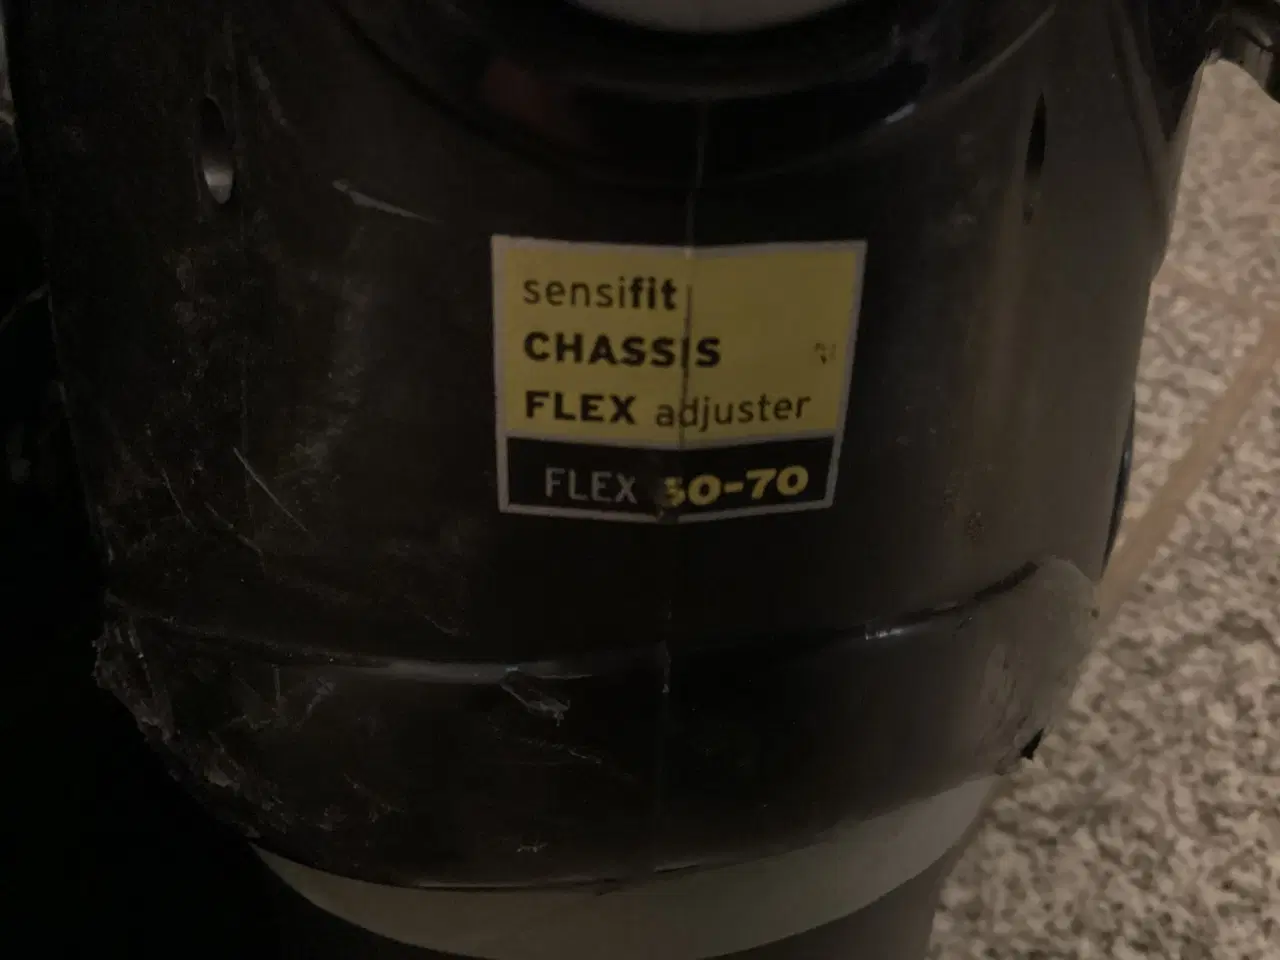 sensifit
CHASSIS
FLEX adjuster
FLEX